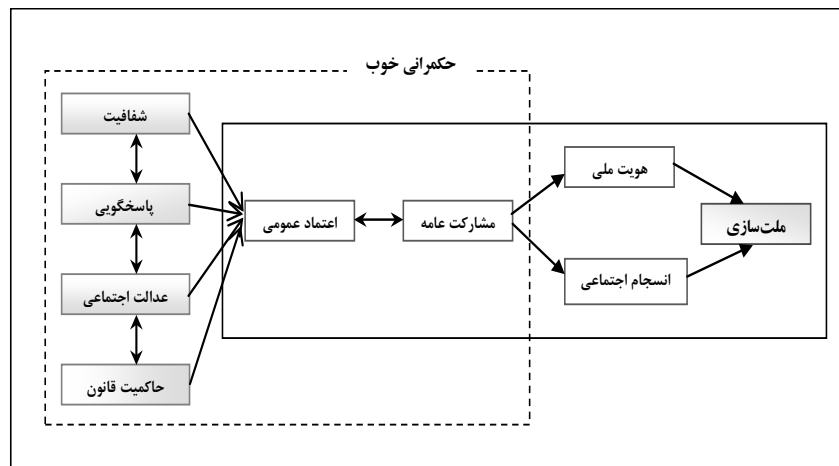 حکمرانی خوب
شفافیت
پاسخگویی
عدالت اجتماعی
حاکمیت قانون
اعتماد عمومی
مشارکت عامه
هویت ملی
انسجام اجتماعی
ملت‌سازی